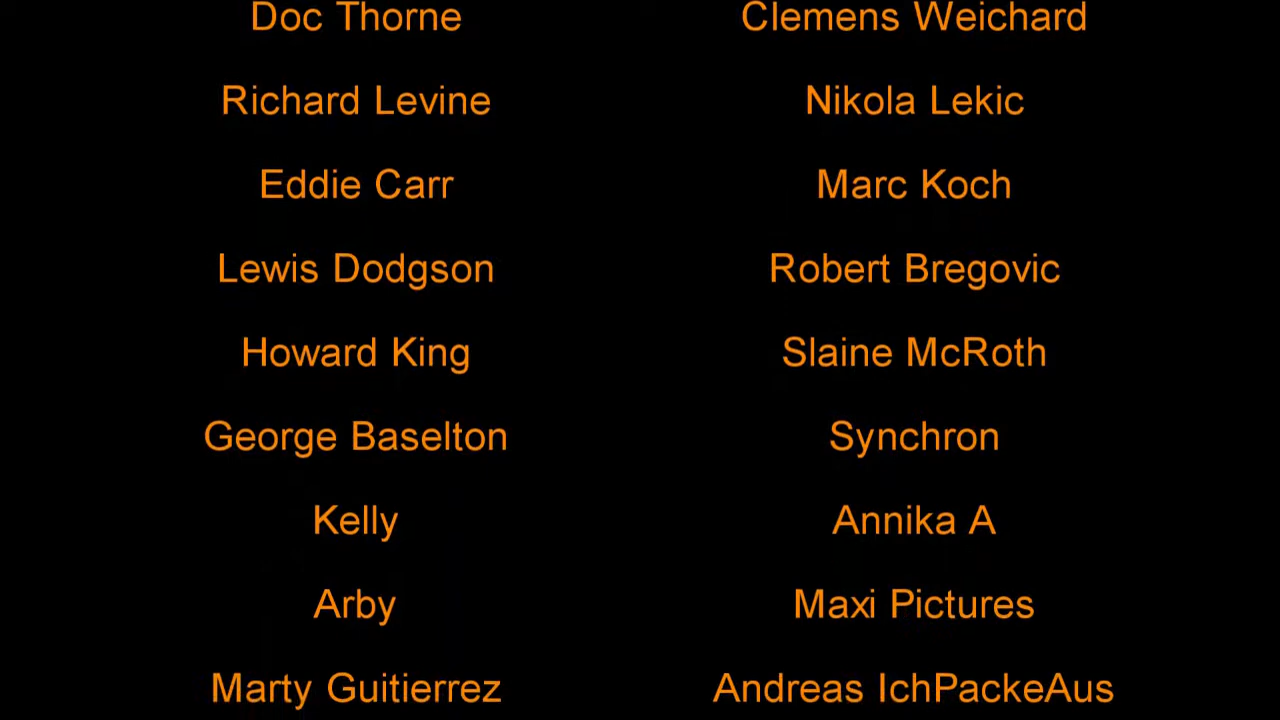 Doc Thorne Clemens Weichard
Richard Levine Nikola Lekic
Eddie Carr Marc Koch
Lewis Dodgson Robert Bregovic
Howard King Slaine McRoth
George Baselton Synchron
Kelly Annika A
Arby Maxi Pictures
Marty Guitierrez Andreas IchPackeAus